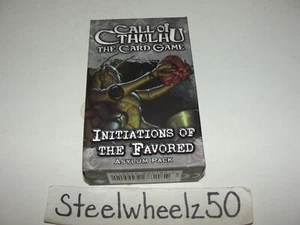 CALL OF
CTHULHU
THE CARD GAME
INITIATIONS OF
THE FAVORED
ASYLUM PACK
Steelwheelz50